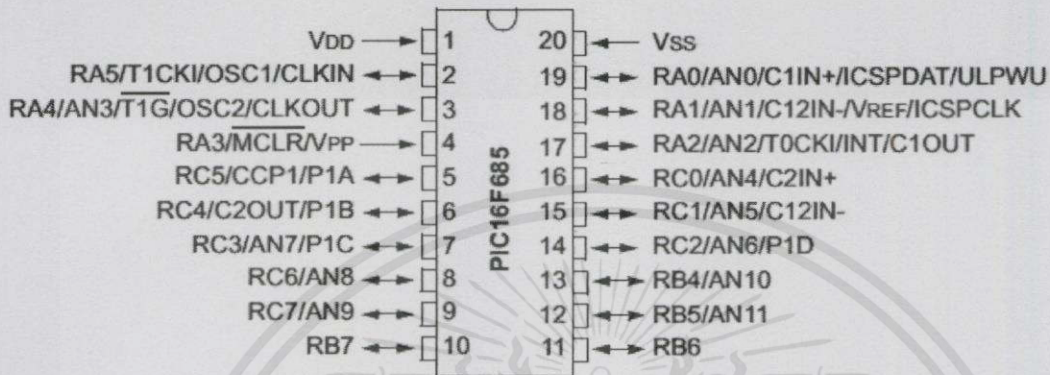 VDD 1
RA5/T1CKI/OSC1/CLKIN 2
RA4/AN3/T1G/OSC2/CLKOUT 3
RA3/MCLR/VPP 4
RC5/CCP1/P1A 5
RC4/C2OUT/P1B 6
RC3/AN7/P1C 7
RC6/AN8 8
RC7/AN9 9
RB7 10
PIC16F685
20 VSS
19 RA0/AN0/C1IN+/ICSPDAT/ULPWU
18 RA1/AN1/C12IN-/VREF/ICSPCLK
17 RA2/AN2/T0CKI/INT/C1OUT
16 RC0/AN4/C2IN+
15 RC1/AN5/C12IN-
14 RC2/AN6/P1D
13 RB4/AN10
12 RB5/AN11
11 RB6